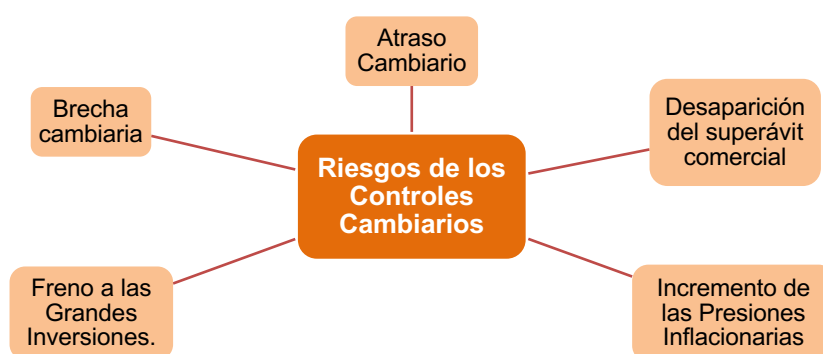 Atraso
Cambiario
Brecha
cambiaria
Desaparición
del superávit
comercial
Riesgos de los
Controles
Cambiarios
Freno a las
Grandes
Inversiones.
Incremento de
las Presiones
Inflacionarias